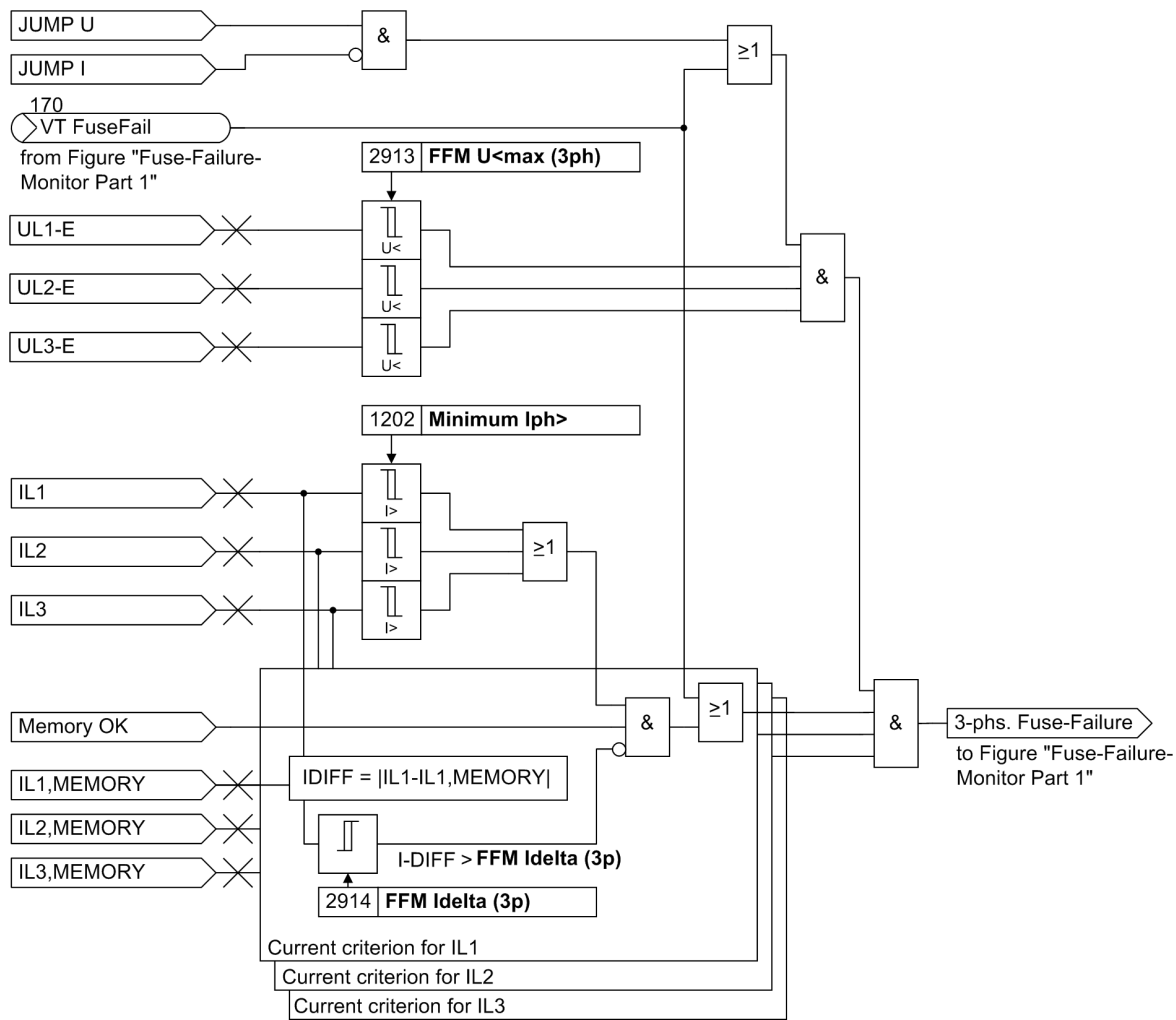 JUMP U
&
≥1
JUMP I
170
VT FuseFail
from Figure "Fuse-Failure-
Monitor Part 1"
2913 FFM U<max (3ph)
UL1-E
U<
&
UL2-E
U<
UL3-E
U<
1202 Minimum Iph>
IL1
I>
IL2
I>
≥1
IL3
I>
Memory OK
&
≥1
&
3-phs. Fuse-Failure
to Figure "Fuse-Failure-
Monitor Part 1"
IL1,MEMORY
IDIFF = |IL1-IL1,MEMORY|
IL2,MEMORY
I-DIFF > FFM Idelta (3p)
IL3,MEMORY
2914 FFM Idelta (3p)
Current criterion for IL1
Current criterion for IL2
Current criterion for IL3